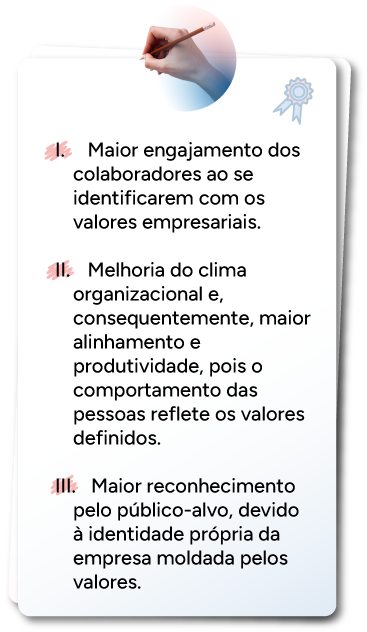 I. Maior engajamento dos
colaboradores ao se
identificarem com os
valores empresariais.
II. Melhoria do clima
organizacional e,
consequentemente, maior
alinhamento e
produtividade, pois o
comportamento das
pessoas reflete os valores
definidos.
III. Maior reconhecimento
pelo público-alvo, devido
à identidade própria da
empresa moldada pelos
valores.